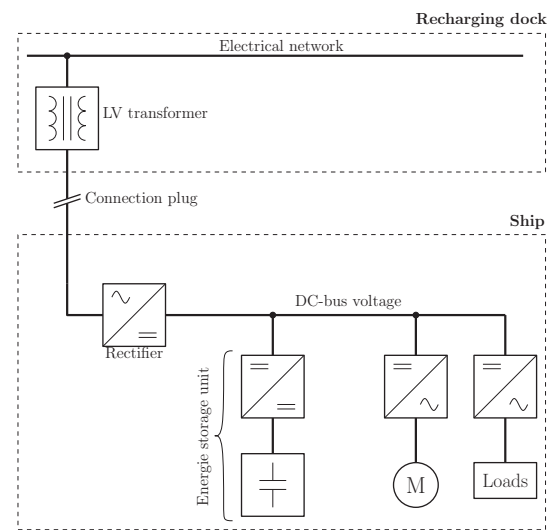 Recharging dock
Electrical network
LV transformer
Connection plug
Ship
DC-bus voltage
Rectifier
Energie storage unit
M
Loads